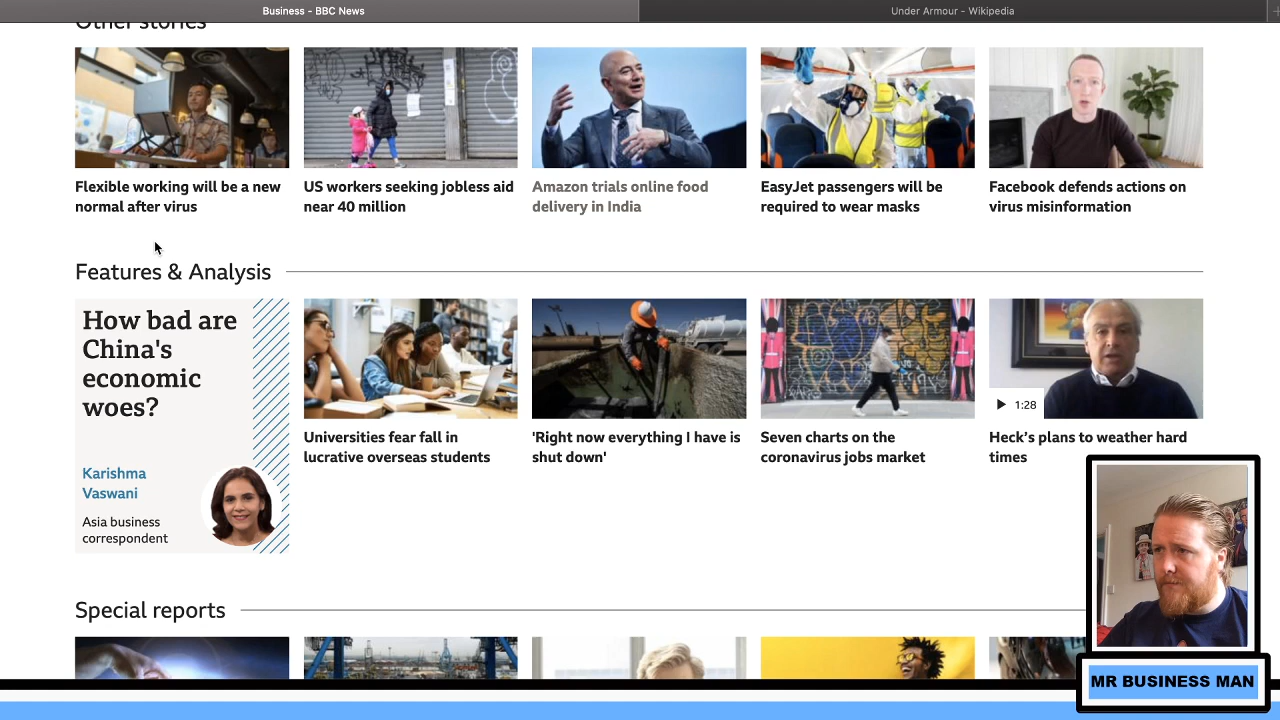 Business - BBC News
Under Armour - Wikipedia
Other stories
Flexible working will be a new
normal after virus
US workers seeking jobless aid
near 40 million
Amazon trials online food
delivery in India
EasyJet passengers will be
required to wear masks
Facebook defends actions on
virus misinformation
Features & Analysis
How bad are
China's
economic
woes?
Karishma
Vaswani
Asia business
correspondent
Universities fear fall in
lucrative overseas students
'Right now everything I have is
shut down'
Seven charts on the
coronavirus jobs market
1:28
Heck's plans to weather hard
times
Special reports
MR BUSINESS MAN